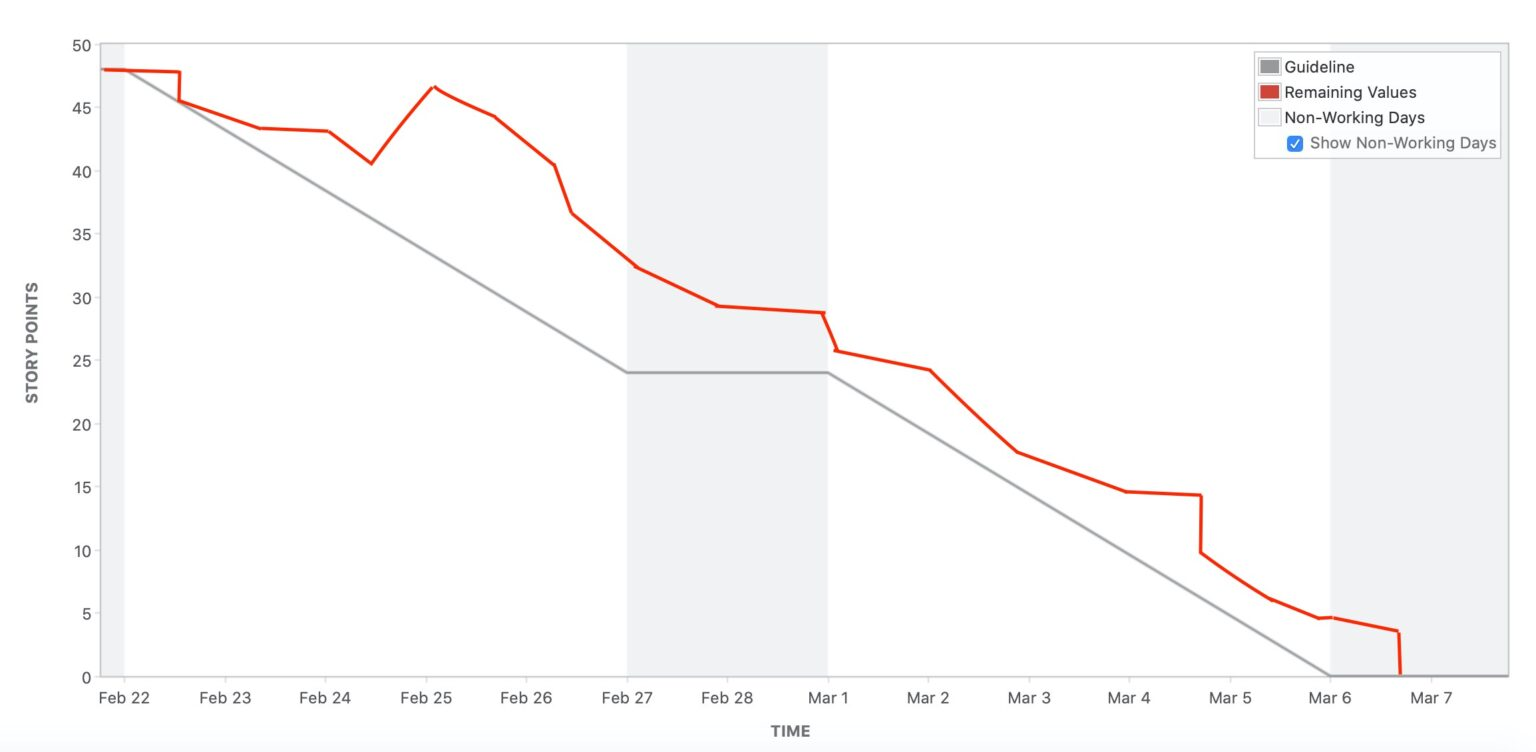 50
45
40
35
30
25
20
15
10
5
0
STORY POINTS
Guideline
Remaining Values
Non-Working Days
Show Non-Working Days
Feb 22 Feb 23 Feb 24 Feb 25 Feb 26 Feb 27 Feb 28 Mar 1 Mar 2 Mar 3 Mar 4 Mar 5 Mar 6 Mar 7
TIME